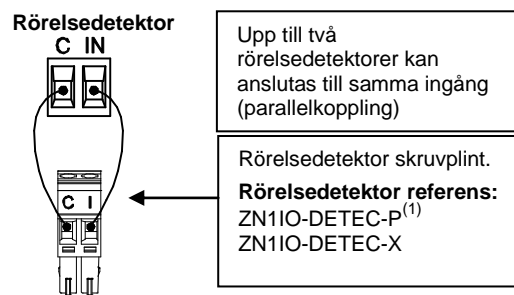 Rörelsedetektor
C IN
C I
Upp till två
rörelsedetektorer kan
anslutas till samma ingång
(parallelkoppling)
Rörelsedetektor skruvplint.
Rörelsedetektor referens:
ZN1IO-DETEC-P(1)
ZN1IO-DETEC-X